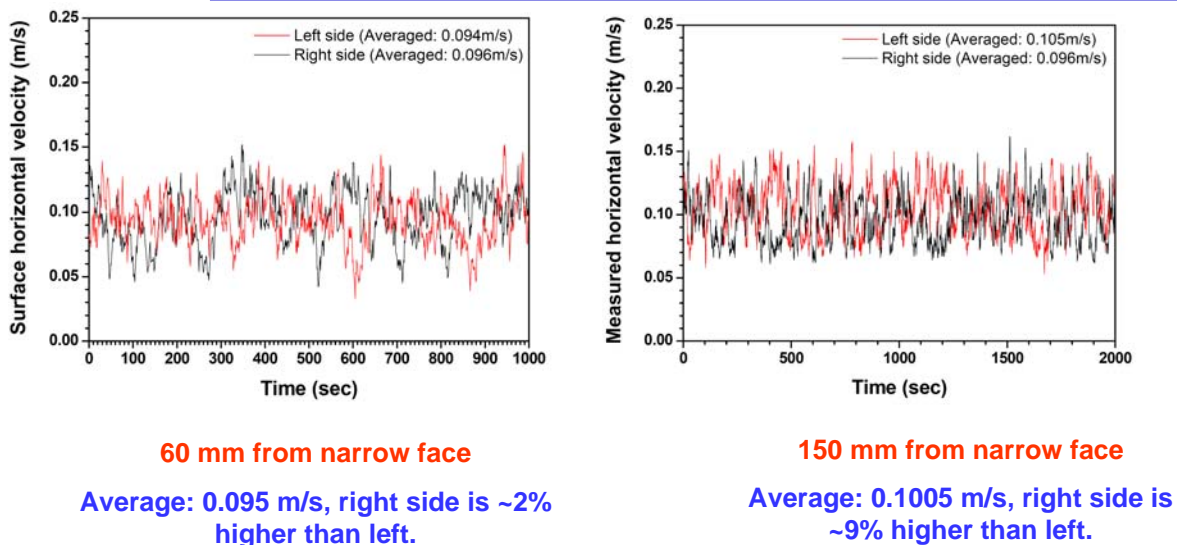 0.25
0.20
0.15
0.10
0.05
0.00
Surface horizontal velocity (m/s)
Left side (Averaged: 0.094m/s)
Right side (Averaged: 0.096m/s)
0 100 200 300 400 500 600 700 800 900 1000
Time (sec)
60 mm from narrow face
Average: 0.095 m/s, right side is ~2%
higher than left.
0.25
0.20
0.15
0.10
0.05
0.00
Measured horizontal velocity (m/s)
Left side (Averaged: 0.105m/s)
Right side (Averaged: 0.096m/s)
0 500 1000 1500 2000
Time (sec)
150 mm from narrow face
Average: 0.1005 m/s, right side is
~9% higher than left.